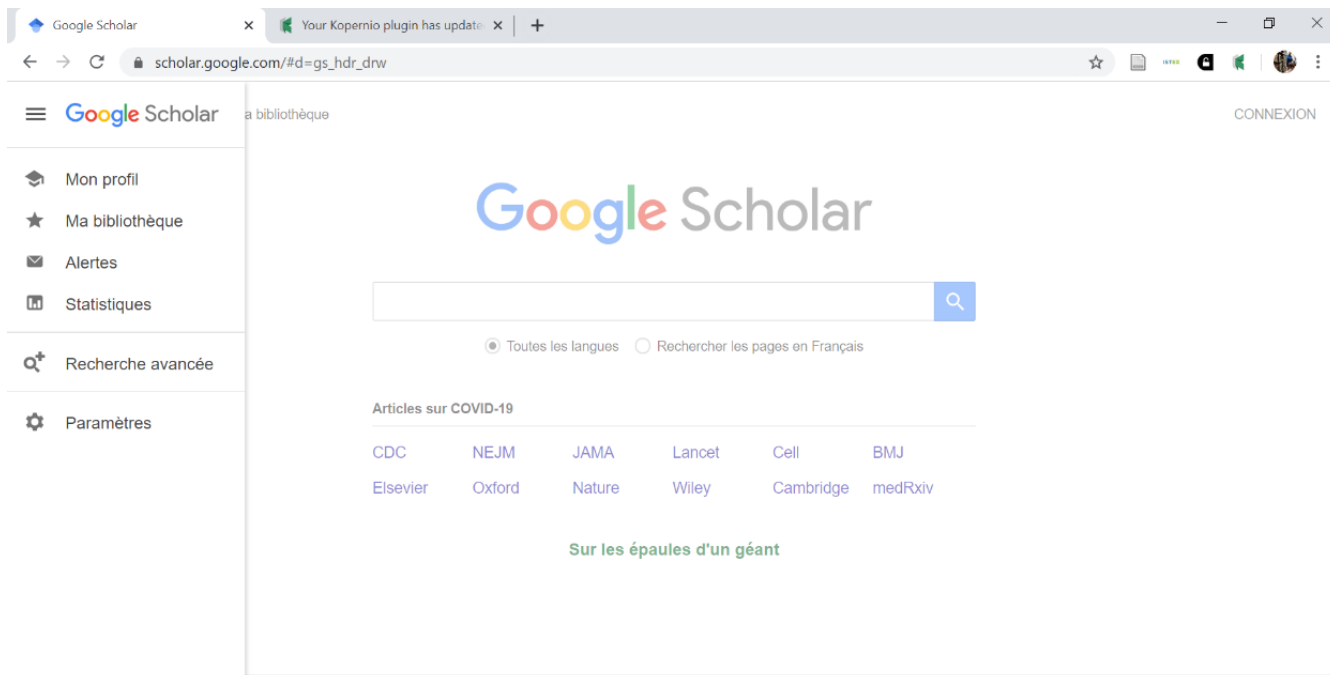 Google Scholar
Your Kopernio plugin has update
scholar.google.com/#d=gs_hdr_drw
ISTEX
Google Scholar
a bibliothèque
CONNEXION
Mon profil
Ma bibliothèque
Alertes
Statistiques
Recherche avancée
Paramètres
Google Scholar
Toutes les langues Rechercher les pages en Français
Articles sur COVID-19
CDC NEJM JAMA Lancet Cell BMJ
Elsevier Oxford Nature Wiley Cambridge medRxiv
Sur les épaules d'un géant